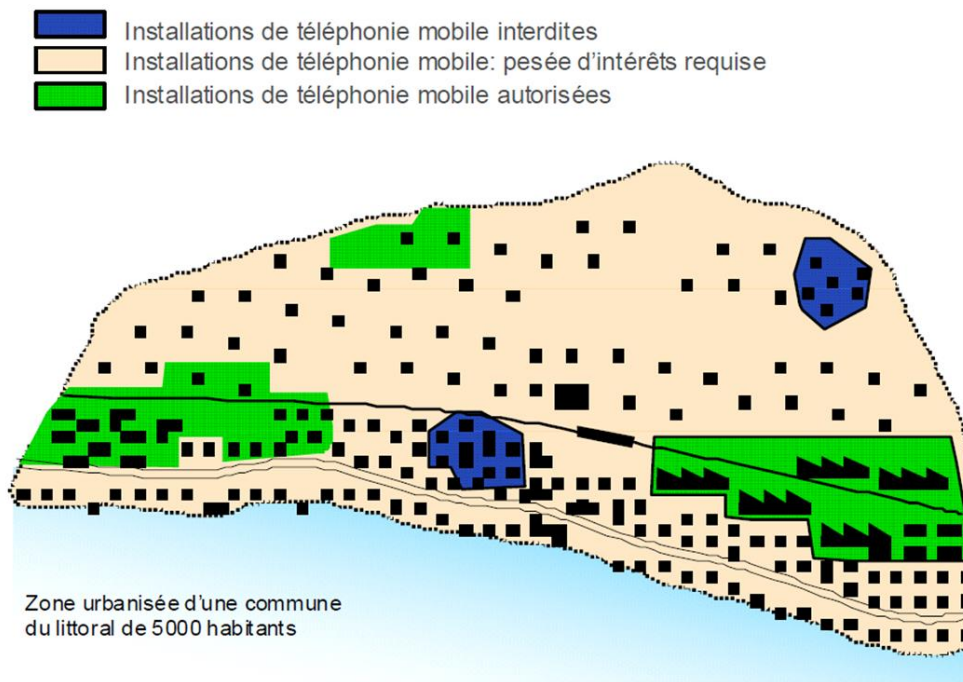 Installations de téléphonie mobile interdites
Installations de téléphonie mobile: pesée d'intérêts requise
Installations de téléphonie mobile autorisées
Zone urbanisée d'une commune
du littoral de 5000 habitants